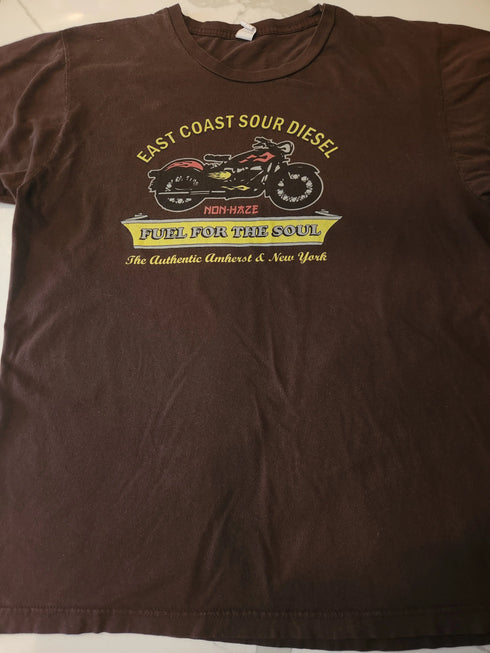 EAST COAST SOUR DIESEL
NON-HAZE
FUEL FOR THE SOUL
The Authentic Amherst & New York